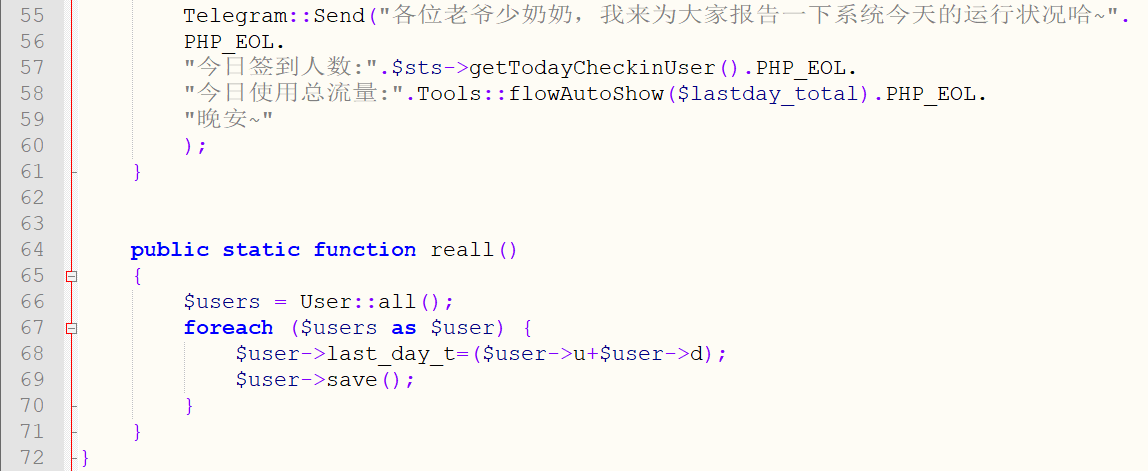 55 Telegram::Send("各位老爷少奶奶，我来为大家报告一下系统今天的运行状况哈~".
56 PHP_EOL.
57 "今日签到人数:".$sts->getTodayCheckinUser().PHP_EOL.
58 "今日使用总流量:".Tools::flowAutoShow($lastday_total).PHP_EOL.
59 "晚安~"
60 );
61 }
62
63
64 public static function reall()
65 {
66 $users = User::all();
67 foreach ($users as $user) {
68 $user->last_day_t=($user->u+$user->d);
69 $user->save();
70 }
71 }
72 }